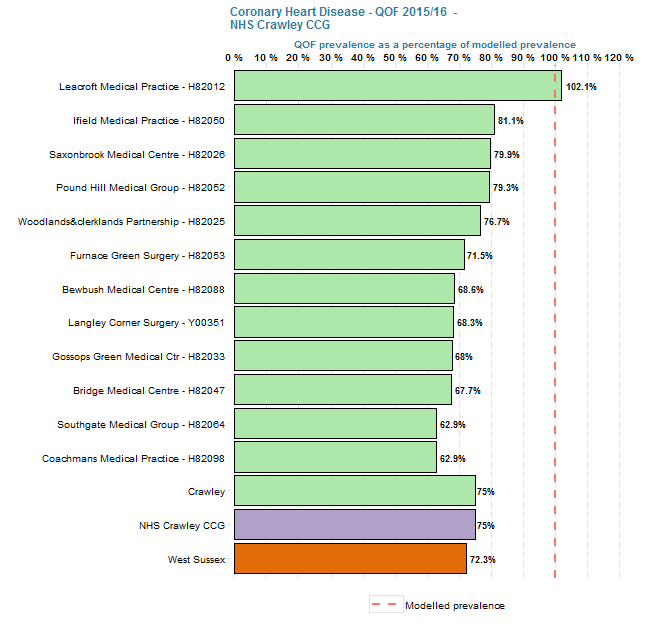 Coronary Heart Disease - QOF 2015/16 -
NHS Crawley CCG
QOF prevalence as a percentage of modelled prevalence
0 % 10 % 20 % 30 % 40 % 50 % 60 % 70 % 80 % 90 % 100 % 110 % 120 %
Leacroft Medical Practice - H82012 102.1%
Ifield Medical Practice - H82050 81.1%
Saxonbrook Medical Centre - H82026 79.9%
Pound Hill Medical Group - H82052 79.3%
Woodlands&clerklands Partnership - H82025 76.7%
Furnace Green Surgery - H82053 71.5%
Bewbush Medical Centre - H82088 68.6%
Langley Corner Surgery - Y00351 68.3%
Gossops Green Medical Ctr - H82033 68%
Bridge Medical Centre - H82047 67.7%
Southgate Medical Group - H82064 62.9%
Coachmans Medical Practice - H82098 62.9%
Crawley 75%
NHS Crawley CCG 75%
West Sussex 72.3%
Modelled prevalence